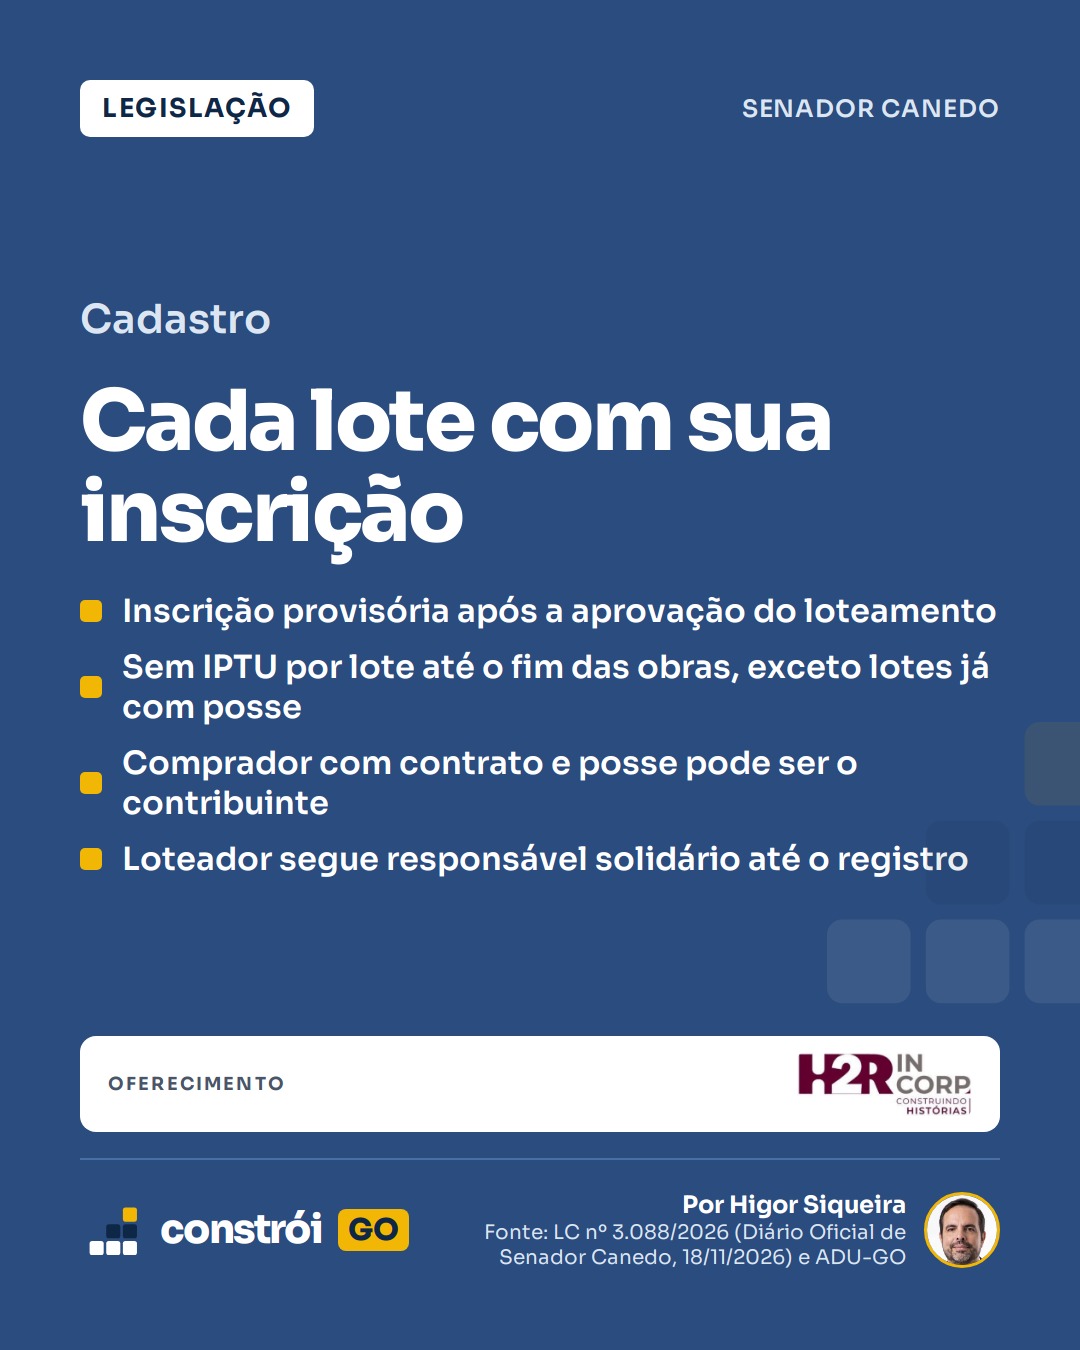 LEGISLAÇÃO
SENADOR CANEDO
Cadastro
Cada lote com sua
inscrição
Inscrição provisória após a aprovação do loteamento
Sem IPTU por lote até o fim das obras, exceto lotes já
com posse
Comprador com contrato e posse pode ser o
contribuinte
Loteador segue responsável solidário até o registro
OFERECIMENTO
H2R IN
CORP.
CONSTRUINDO
HISTÓRIAS
constrói GO
Por Higor Siqueira
Fonte: LC nº 3.088/2026 (Diário Oficial de
Senador Canedo, 18/11/2026) e ADU-GO